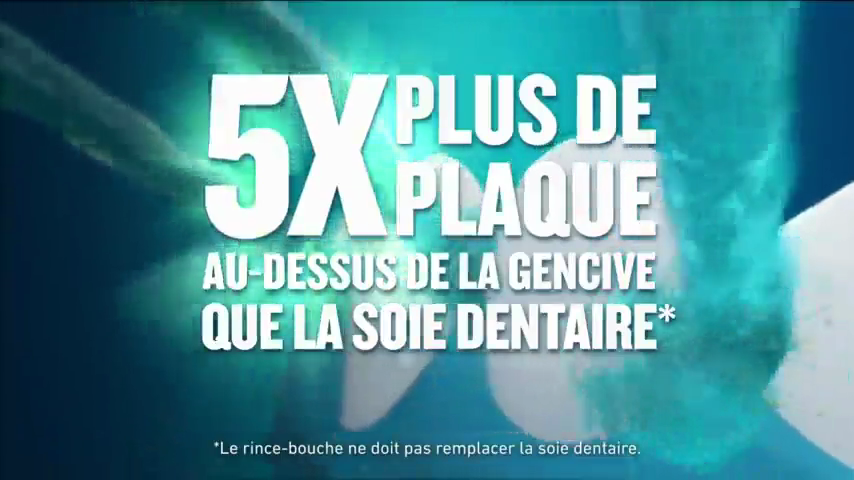 5X PLUS DE
PLAQUE
AU-DESSUS DE LA GENCIVE
QUE LA SOIE DENTAIRE*
*Le rince-bouche ne doit pas remplacer la soie dentaire.